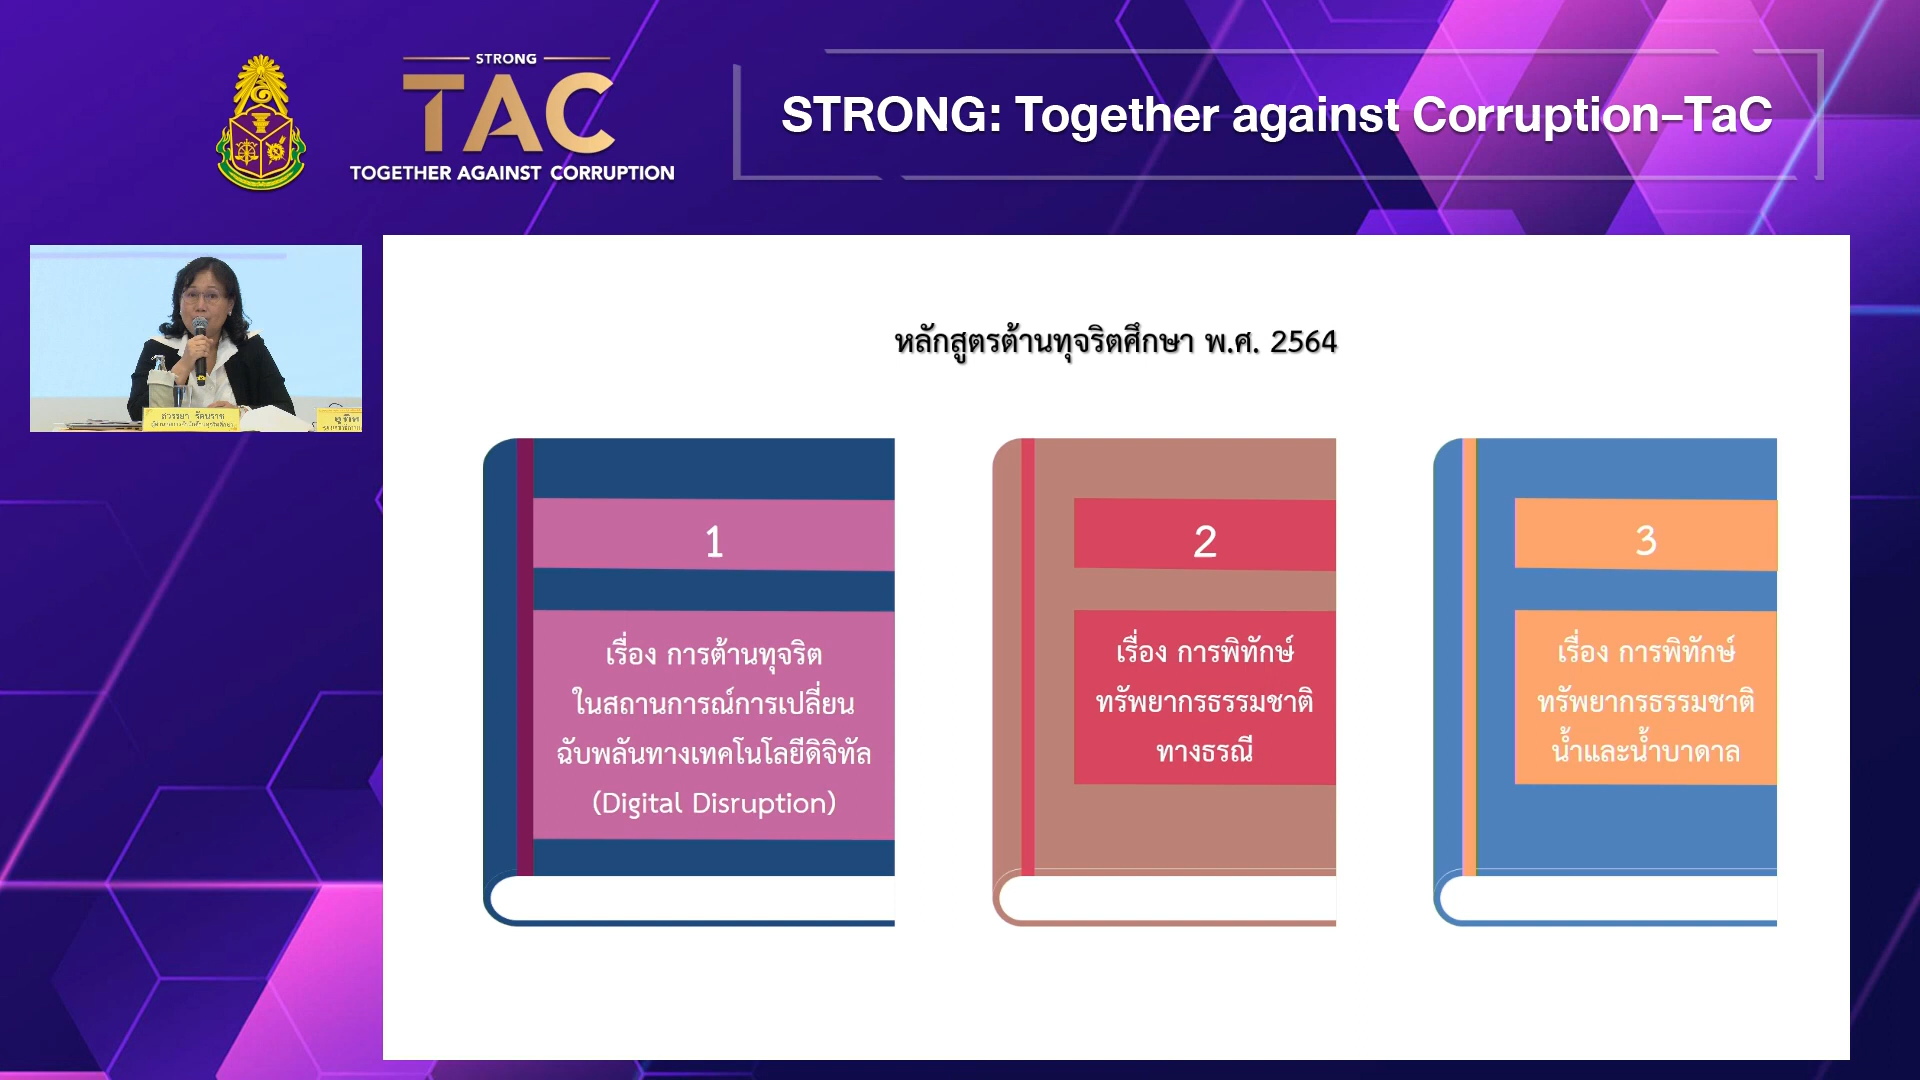 STRONG
TAC
TOGETHER AGAINST CORRUPTION
STRONG: Together against Corruption-TaC
หลักสูตรต้านทุจริตศึกษา พ.ศ. 2564
1
เรื่อง การต้านทุจริต
ในสถานการณ์การเปลี่ยน
ฉับพลันทางเทคโนโลยีดิจิทัล
(Digital Disruption)
2
เรื่อง การพิทักษ์
ทรัพยากรธรรมชาติ
ทางธรณี
3
เรื่อง การพิทักษ์
ทรัพยากรธรรมชาติ
น้ำและน้ำบาดาล